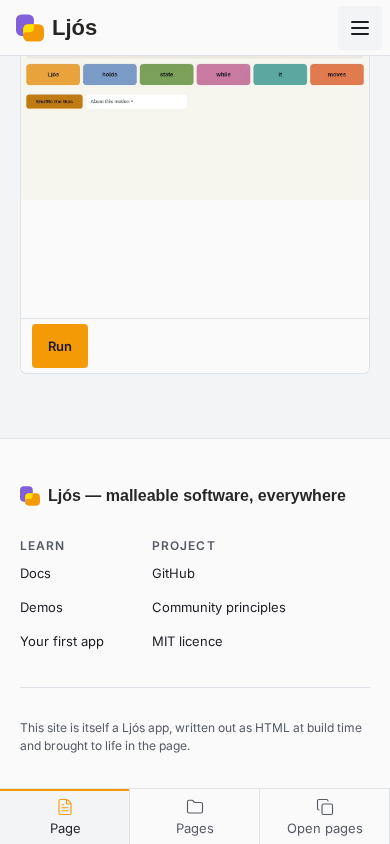 Ljós
Ljós holds state while it moves
Shuffle the tiles About this motion
Run
Ljós — malleable software, everywhere
LEARN PROJECT
Docs GitHub
Demos Community principles
Your first app MIT licence
This site is itself a Ljós app, written out as HTML at build time
and brought to life in the page.
Page Pages Open pages